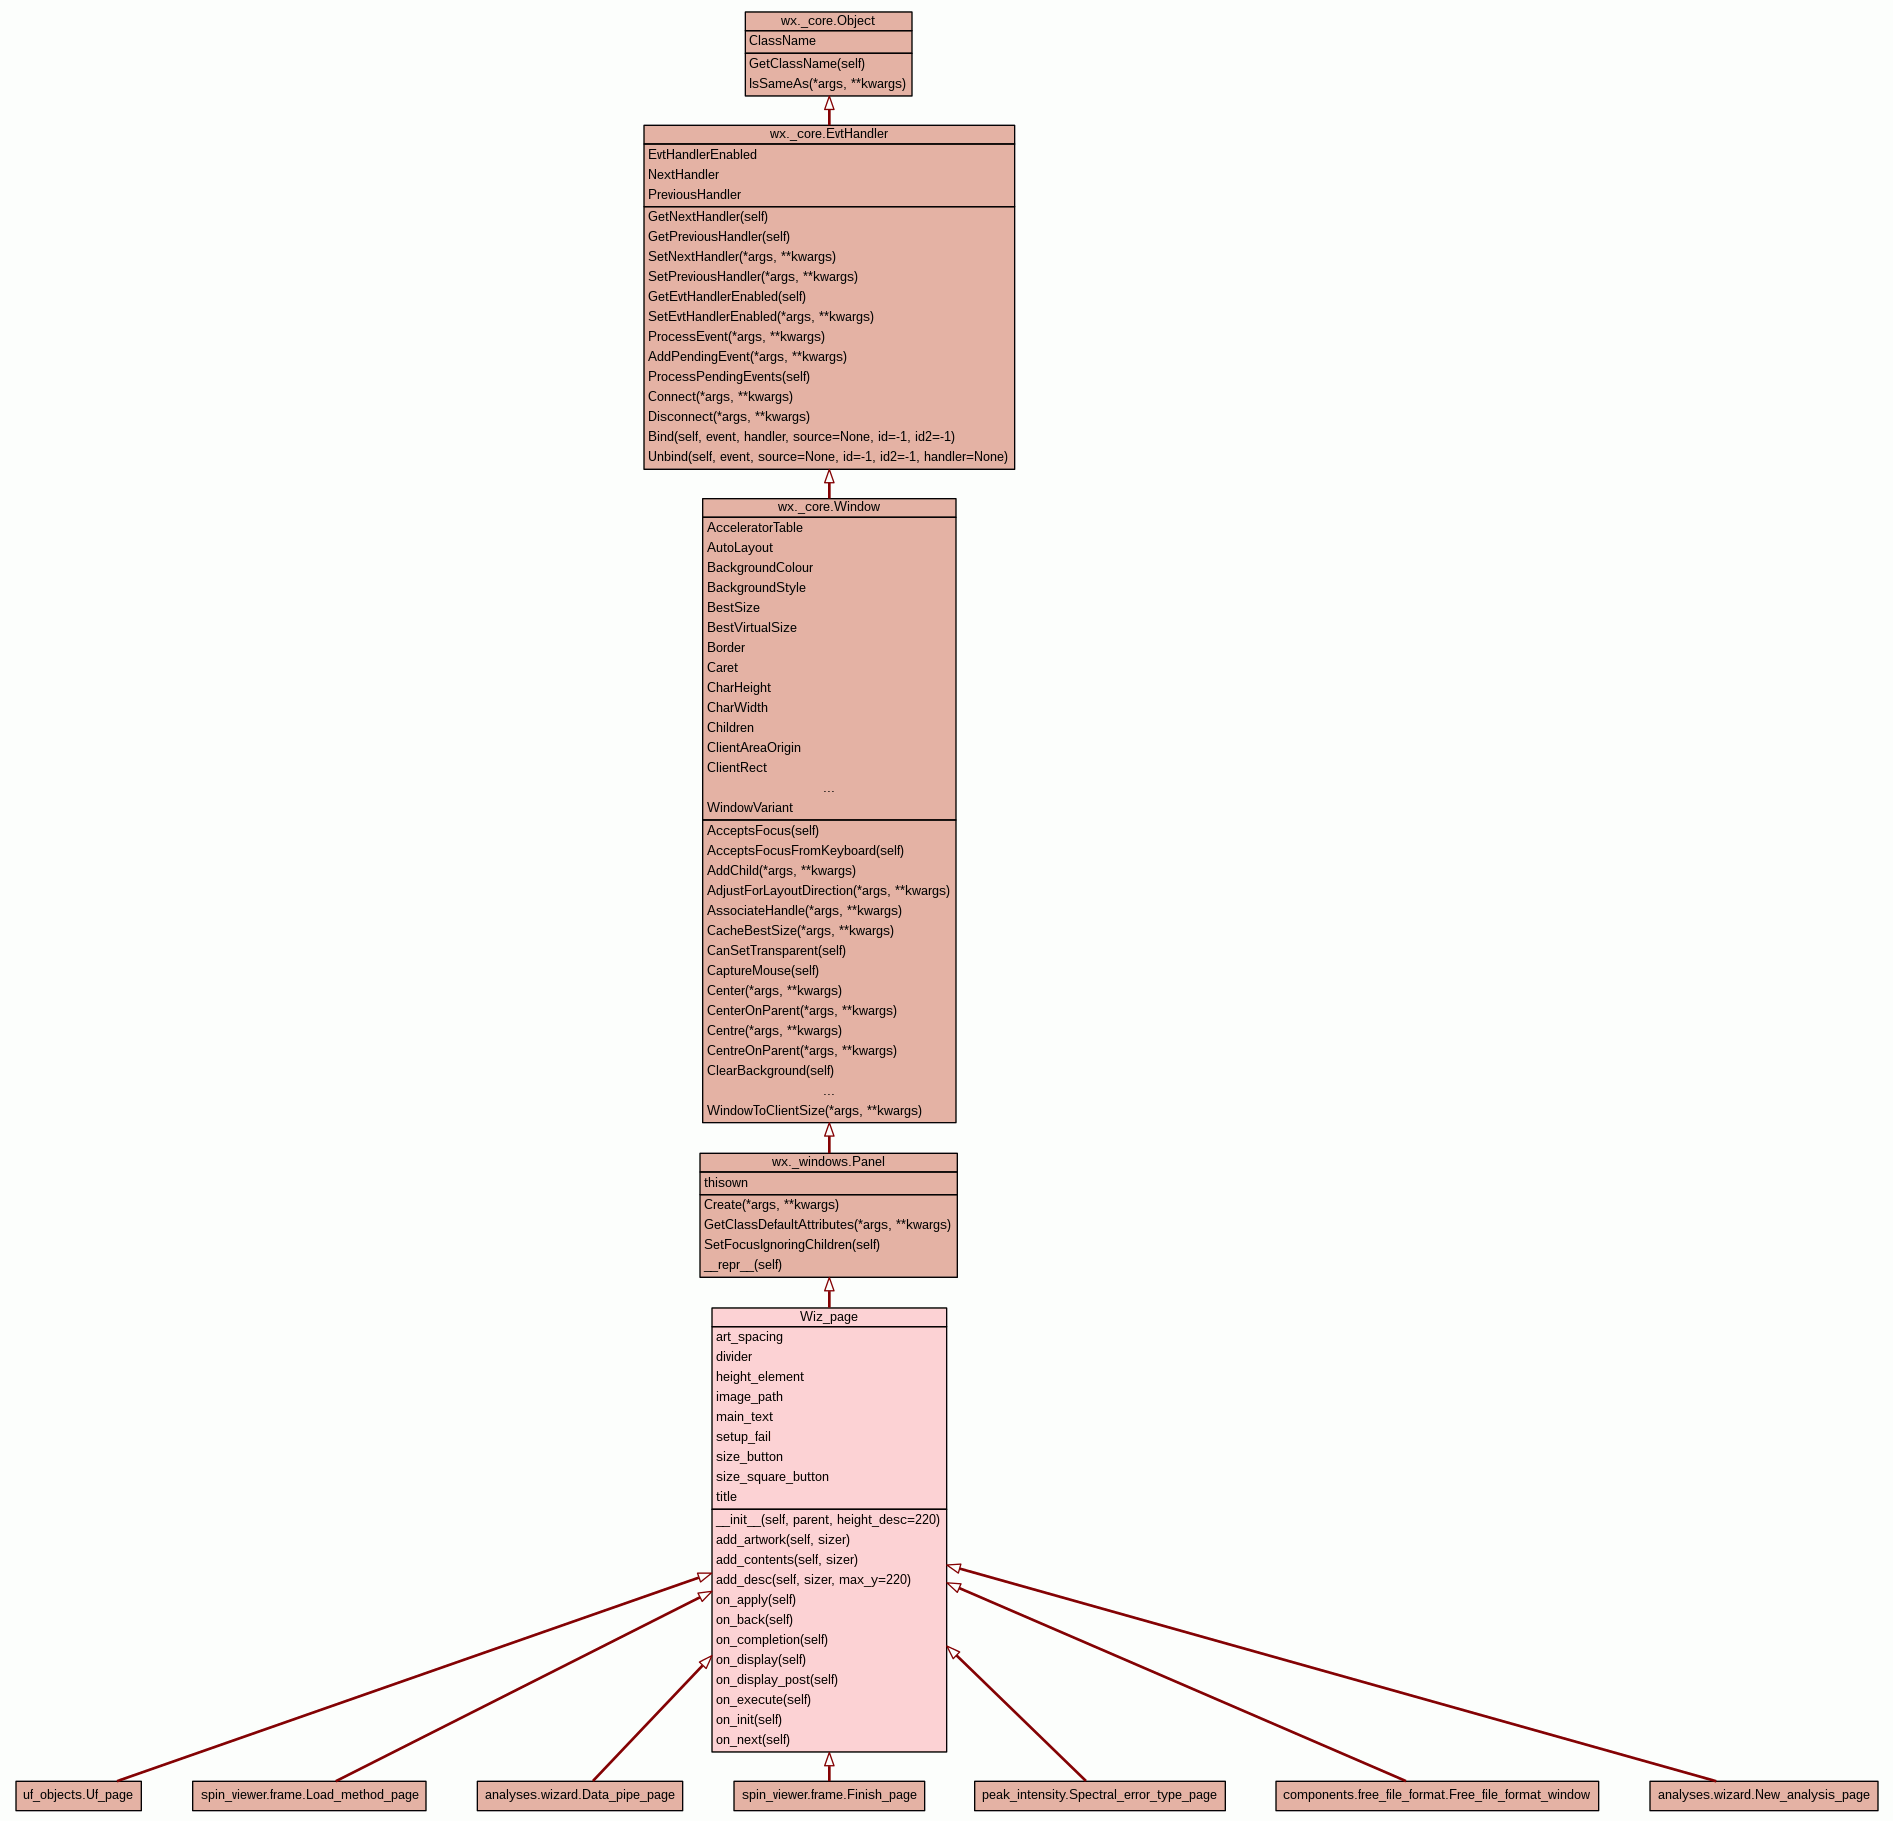 wx._core.Object
ClassName
GetClassName(self)
IsSameAs(*args, **kwargs)
wx._core.EvtHandler
EvtHandlerEnabled
NextHandler
PreviousHandler
GetNextHandler(self)
GetPreviousHandler(self)
SetNextHandler(*args, **kwargs)
SetPreviousHandler(*args, **kwargs)
GetEvtHandlerEnabled(self)
SetEvtHandlerEnabled(*args, **kwargs)
ProcessEvent(*args, **kwargs)
AddPendingEvent(*args, **kwargs)
ProcessPendingEvents(self)
Connect(*args, **kwargs)
Disconnect(*args, **kwargs)
Bind(self, event, handler, source=None, id=-1, id2=-1)
Unbind(self, event, source=None, id=-1, id2=-1, handler=None)
wx._core.Window
AcceleratorTable
AutoLayout
BackgroundColour
BackgroundStyle
BestSize
BestVirtualSize
Border
Caret
CharHeight
CharWidth
Children
ClientAreaOrigin
ClientRect
...
WindowVariant
AcceptsFocus(self)
AcceptsFocusFromKeyboard(self)
AddChild(*args, **kwargs)
AdjustForLayoutDirection(*args, **kwargs)
AssociateHandle(*args, **kwargs)
CacheBestSize(*args, **kwargs)
CanSetTransparent(self)
CaptureMouse(self)
Center(*args, **kwargs)
CenterOnParent(*args, **kwargs)
Centre(*args, **kwargs)
CentreOnParent(*args, **kwargs)
ClearBackground(self)
...
WindowToClientSize(*args, **kwargs)
wx._windows.Panel
thisown
Create(*args, **kwargs)
GetClassDefaultAttributes(*args, **kwargs)
SetFocusIgnoringChildren(self)
__repr__(self)
Wiz_page
art_spacing
divider
height_element
image_path
main_text
setup_fail
size_button
size_square_button
title
__init__(self, parent, height_desc=220)
add_artwork(self, sizer)
add_contents(self, sizer)
add_desc(self, sizer, max_y=220)
on_apply(self)
on_back(self)
on_completion(self)
on_display(self)
on_display_post(self)
on_execute(self)
on_init(self)
on_next(self)
uf_objects.Uf_page
spin_viewer.frame.Load_method_page
analyses.wizard.Data_pipe_page
spin_viewer.frame.Finish_page
peak_intensity.Spectral_error_type_page
components.free_file_format.Free_file_format_window
analyses.wizard.New_analysis_page